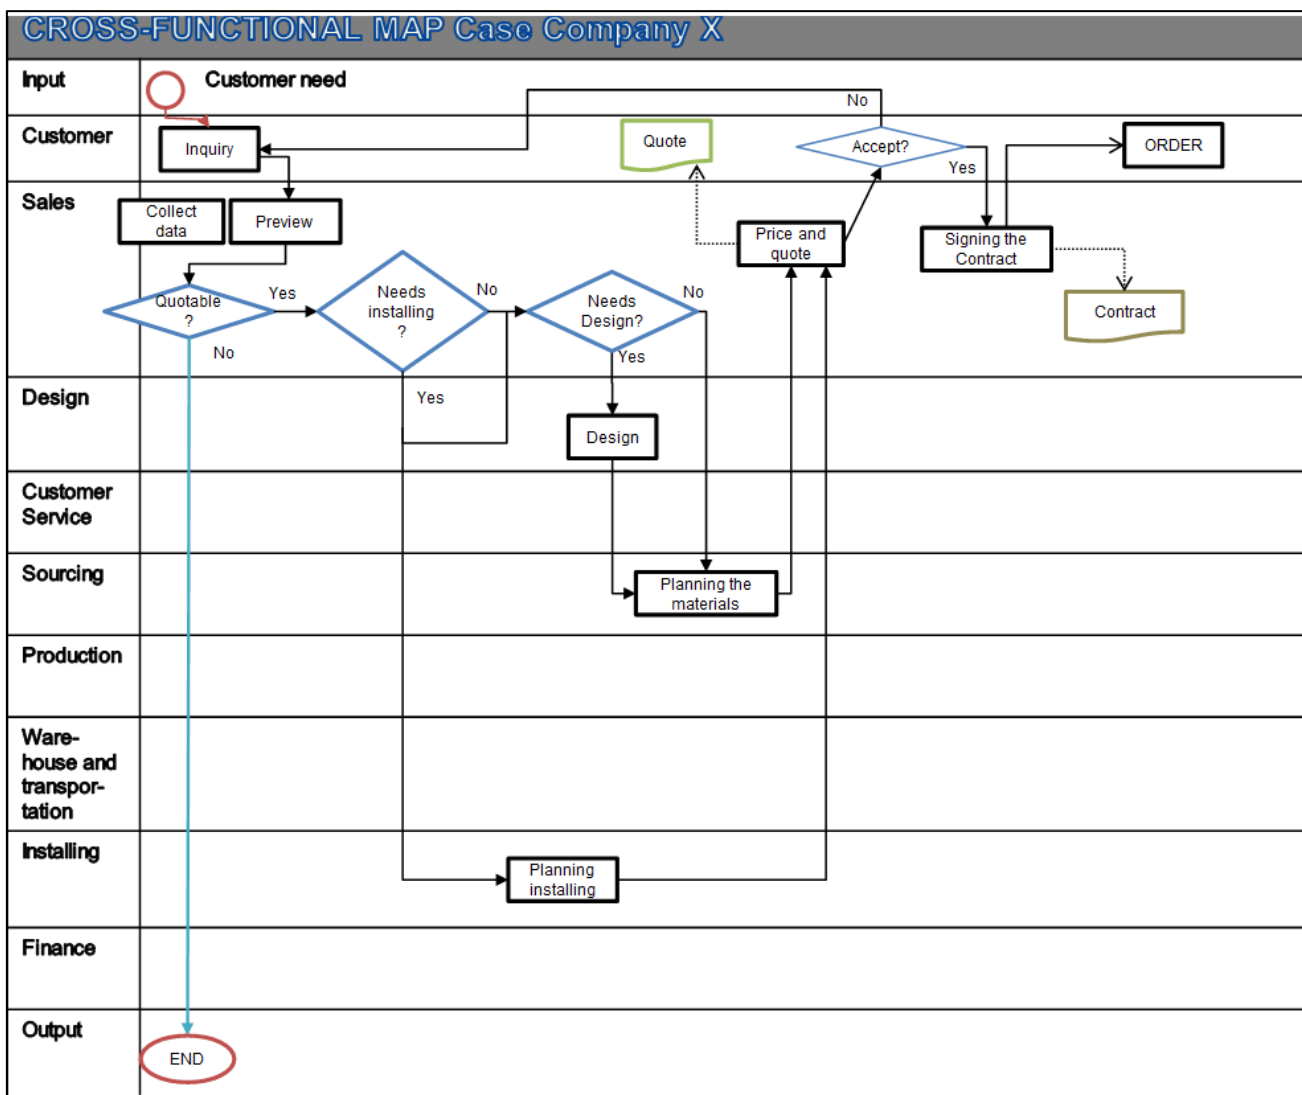 CROSS-FUNCTIONAL MAP Case Company X
Input
Customer need
No
Customer
Inquiry
Quote
Accept?
ORDER
Yes
Sales
Collect
data
Preview
Price and
quote
Signing the
Contract
Quotable
?
Yes
No
Needs
installing
?
No
Needs
Design?
No
Yes
Contract
Design
Yes
Design
Customer
Service
Sourcing
Planning the
materials
Production
Ware-
house and
transpor-
tation
Installing
Planning
installing
Finance
Output
END